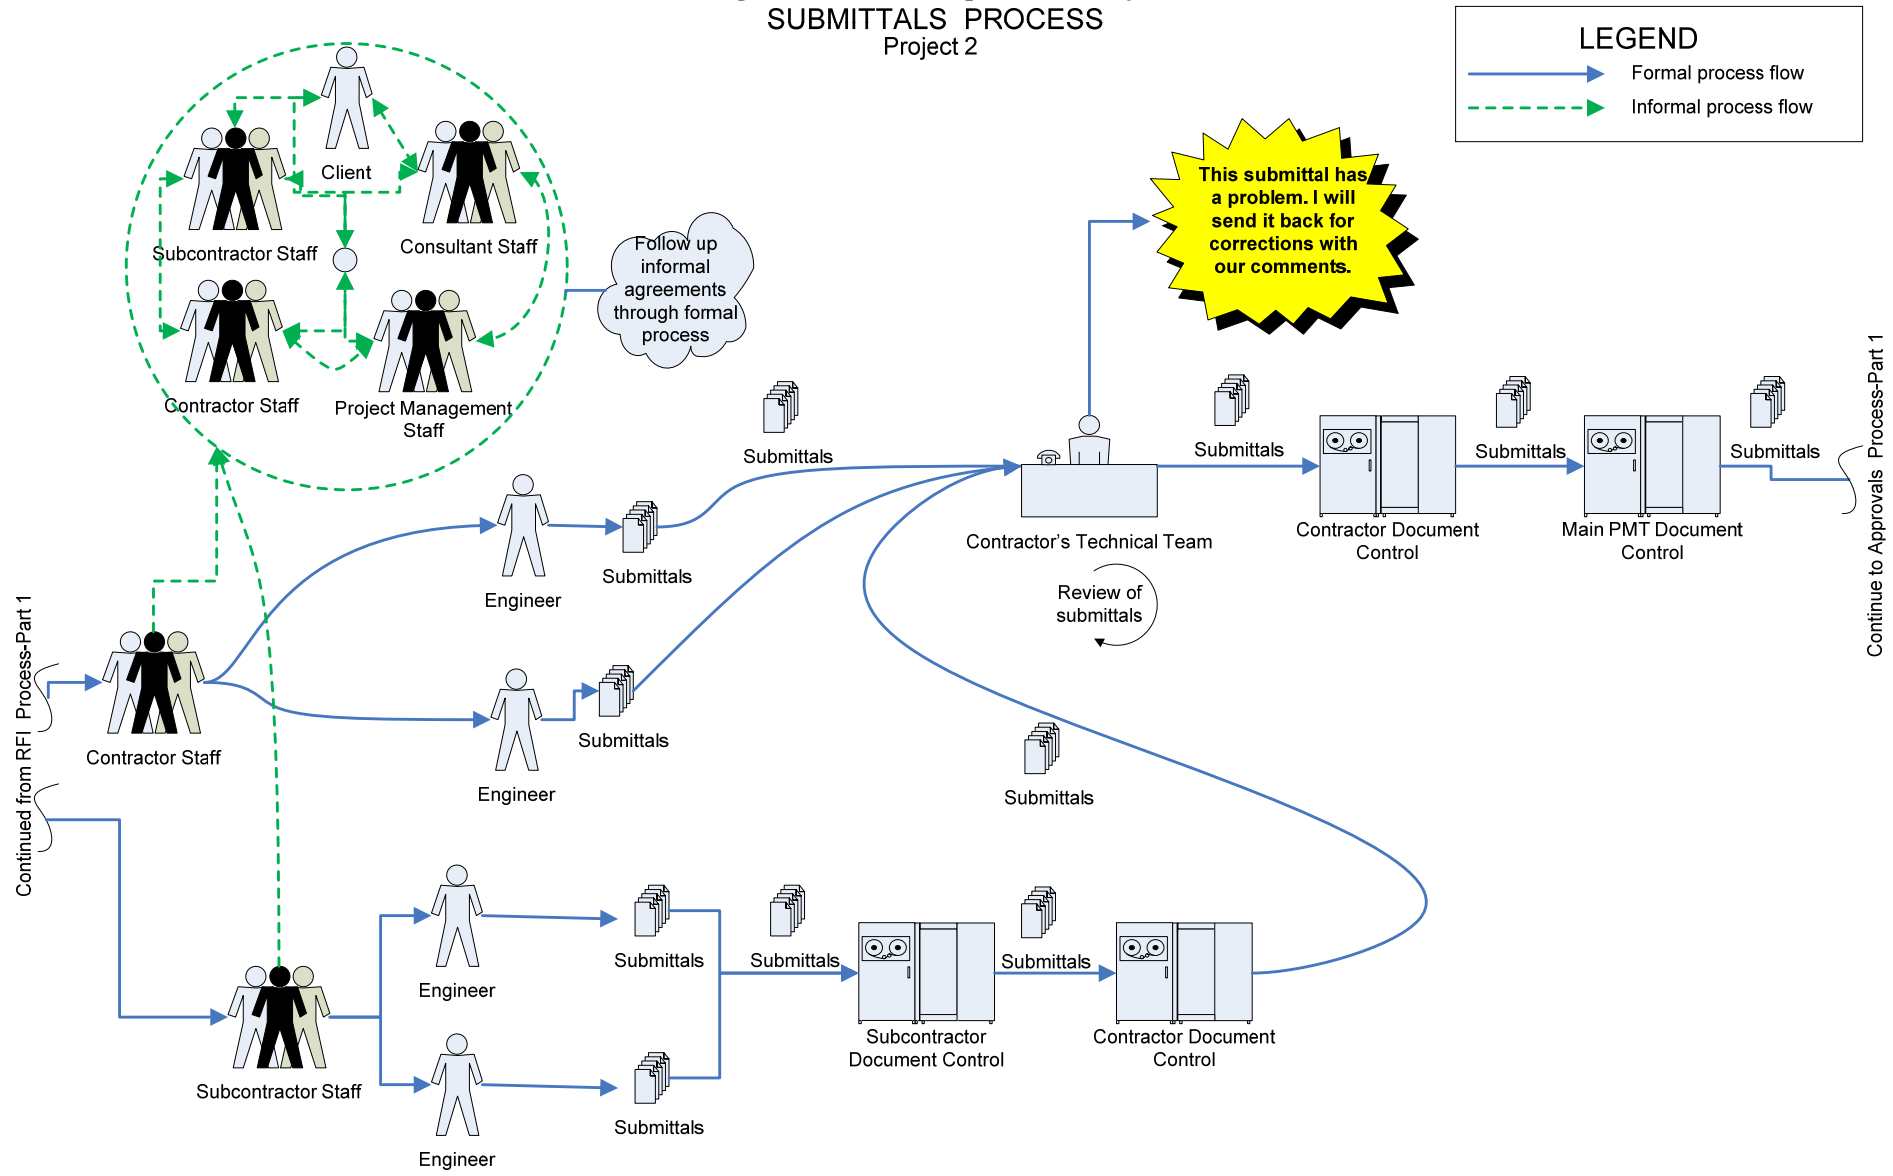 SUBMITTALS PROCESS
Project 2
LEGEND
Formal process flow
Informal process flow
Client
Subcontractor Staff
Consultant Staff
Contractor Staff
Project Management
Staff
Follow up
informal
agreements
through formal
process
This submittal has
a problem. I will
send it back for
corrections with
our comments.
Submittals
Engineer
Submittals
Contractor's Technical Team
Review of
submittals
Submittals
Contractor Document
Control
Submittals
Main PMT Document
Control
Submittals
Continue to Approvals Process-Part 1
Continued from RFI Process-Part 1
Contractor Staff
Engineer
Submittals
Submittals
Subcontractor Staff
Engineer
Submittals
Engineer
Submittals
Submittals
Subcontractor
Document Control
Submittals
Contractor Document
Control